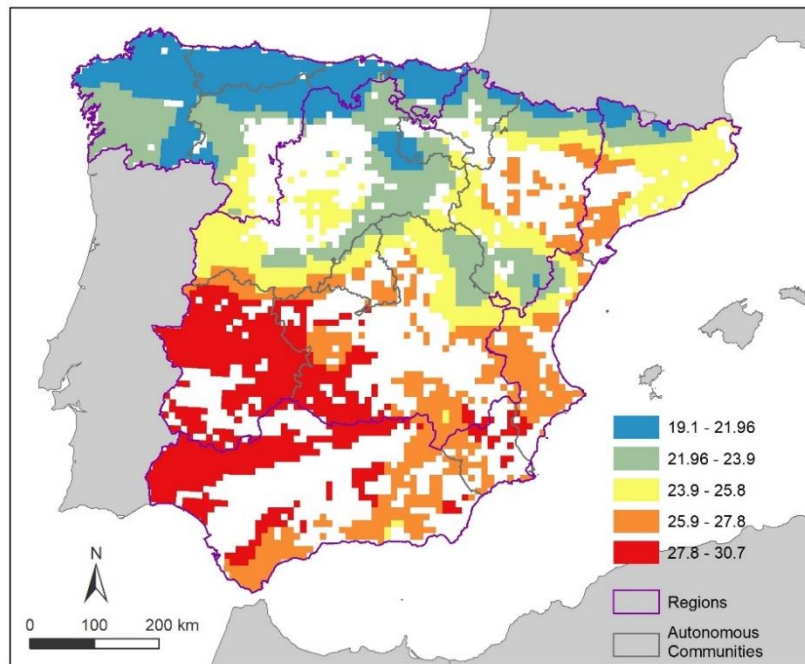 19.1 - 21.96
21.96 - 23.9
23.9 - 25.8
25.9 - 27.8
27.8 - 30.7
Regions
Autonomous
Communities
N
0 100 200 km